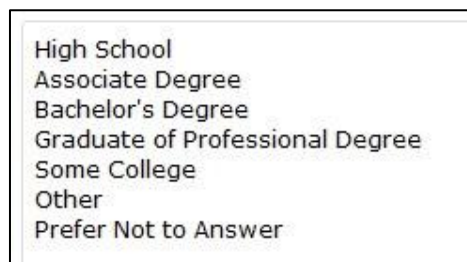 High School
Associate Degree
Bachelor's Degree
Graduate of Professional Degree
Some College
Other
Prefer Not to Answer